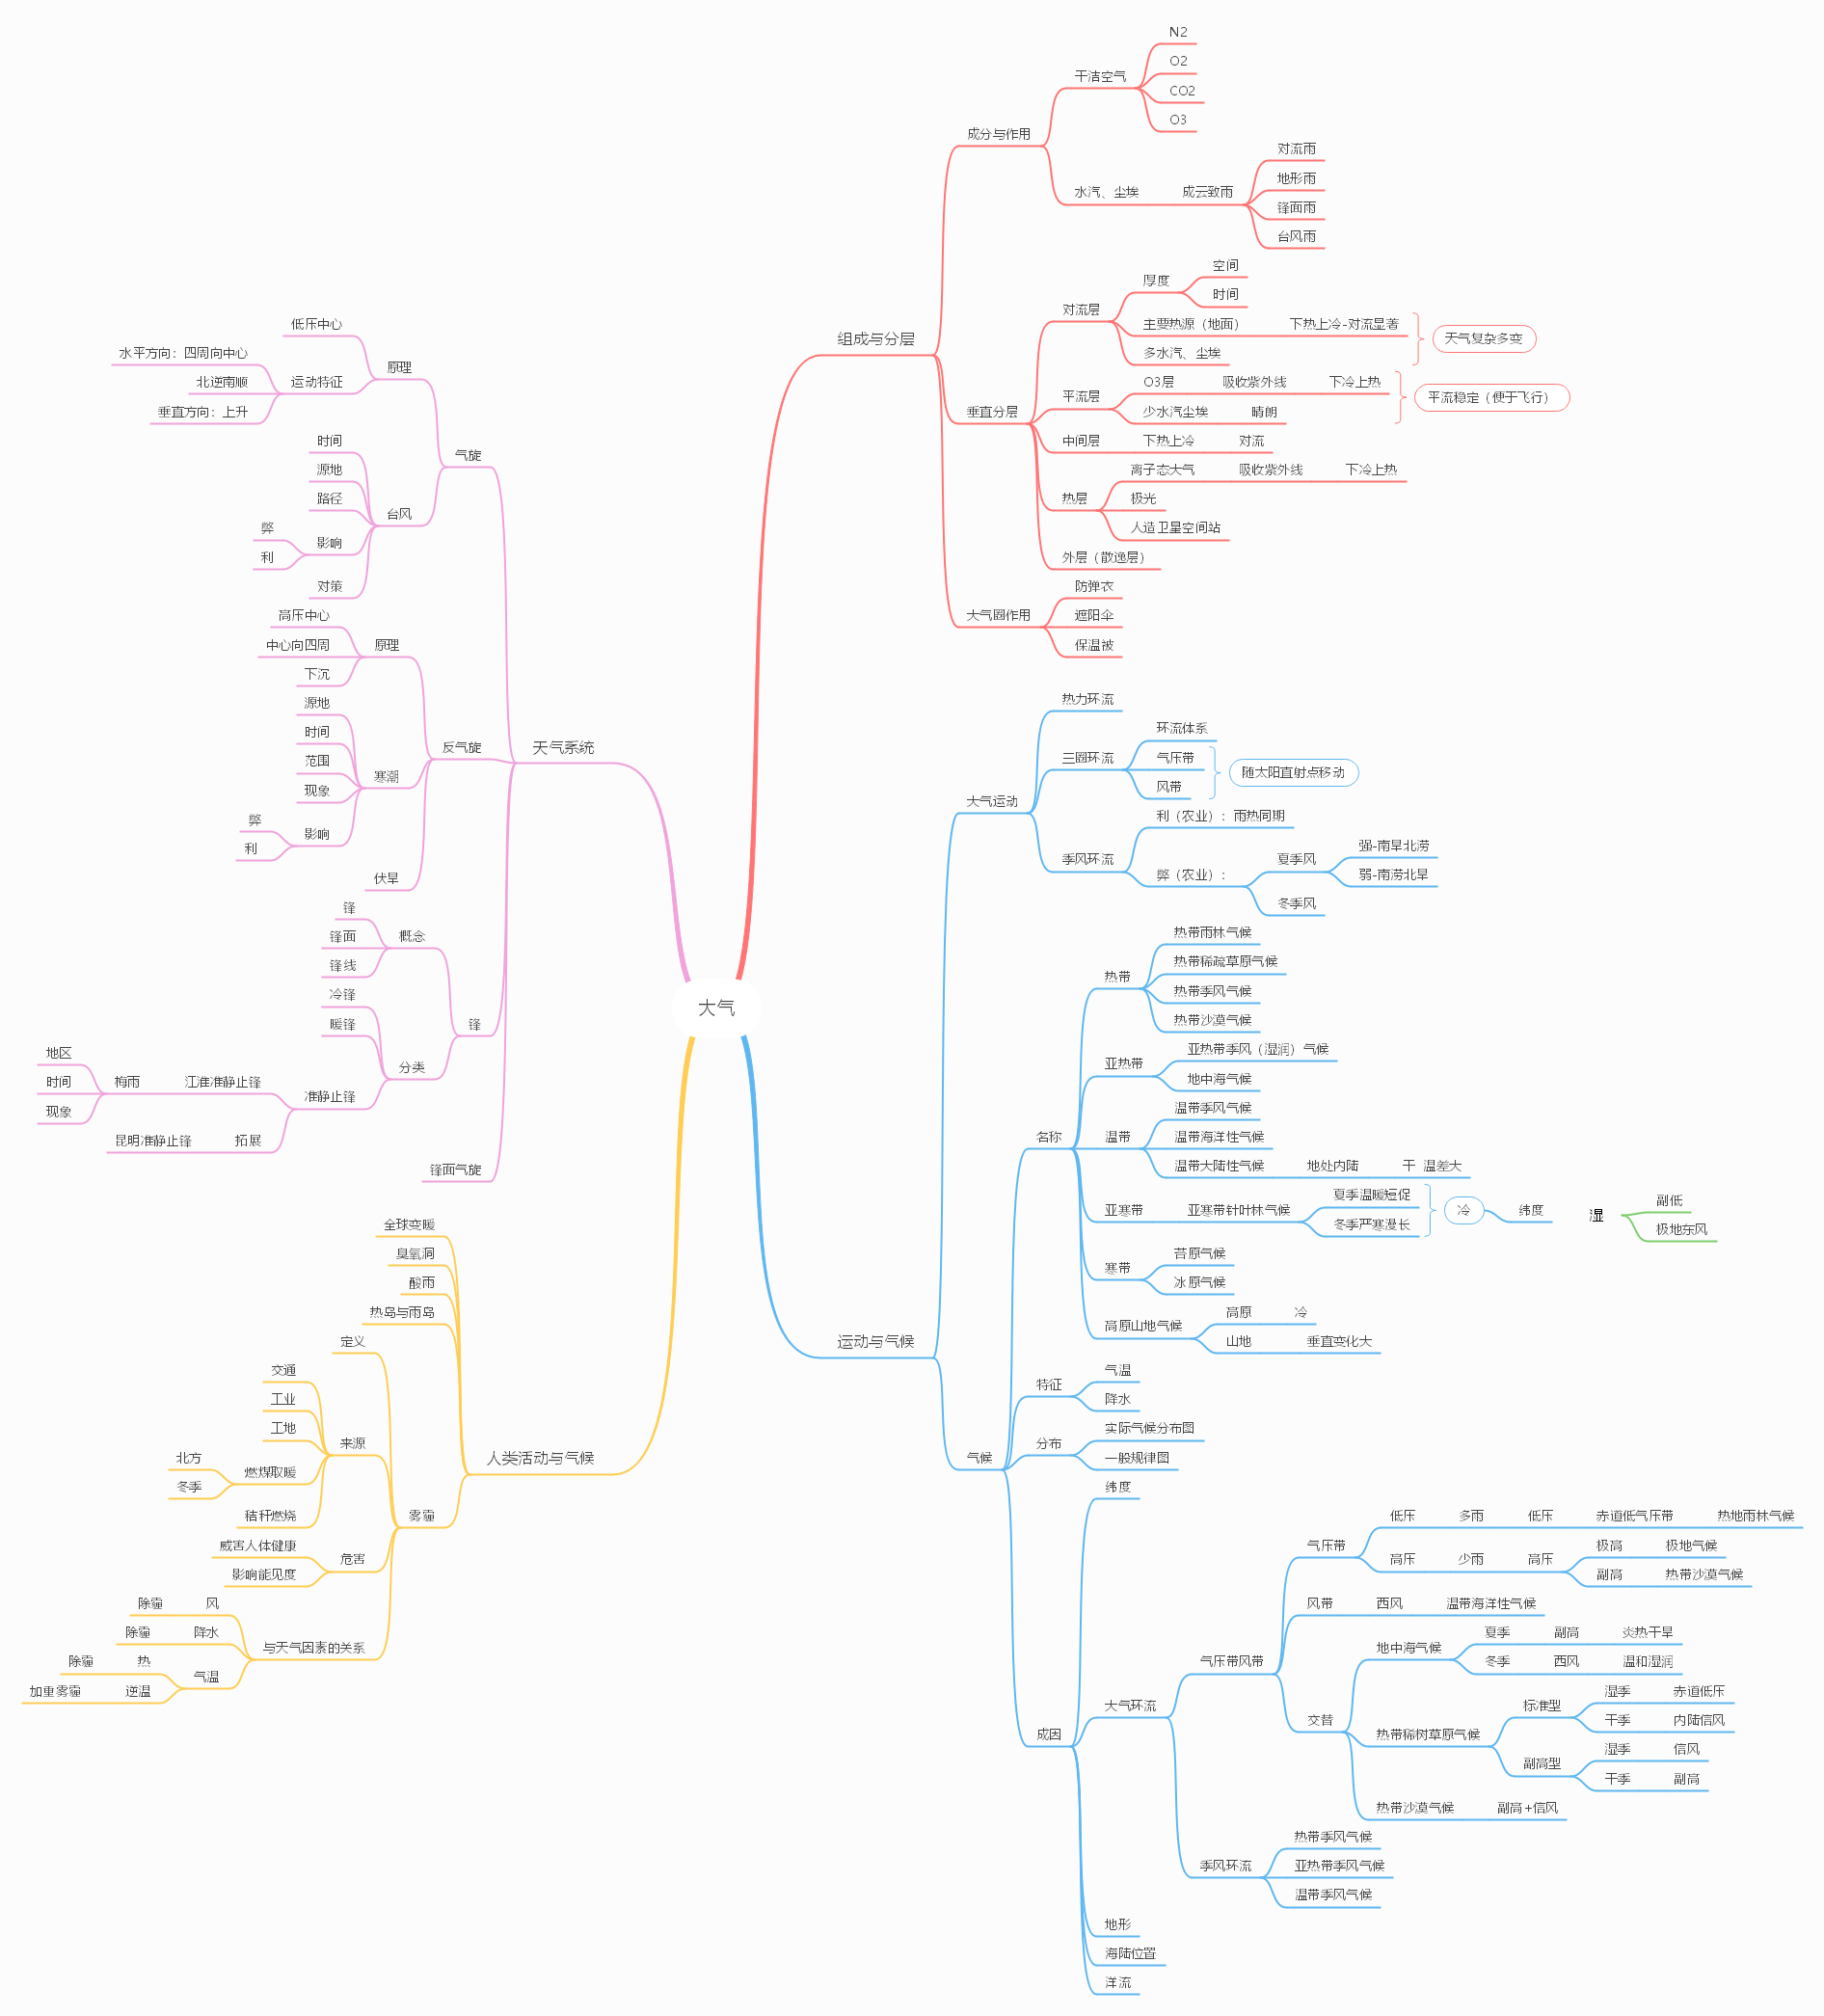 大气
组成与分层
成分与作用
干洁空气
N2
O2
CO2
O3
水汽、尘埃
成云致雨
对流雨
地形雨
锋面雨
台风雨
垂直分层
对流层
厚度
空间
时间
主要热源（地面）
下热上冷-对流显著
多水汽、尘埃
天气复杂多变
平流层
O3层
吸收紫外线
下冷上热
少水汽尘埃
晴朗
平流稳定（便于飞行）
中间层
下热上冷
对流
热层
离子态大气
吸收紫外线
下冷上热
极光
人造卫星空间站
外层（散逸层）
大气圈作用
防弹衣
遮阳伞
保温被
运动与气候
大气运动
热力环流
三圈环流
环流体系
气压带
风带
随太阳直射点移动
季风环流
利（农业）：雨热同期
弊（农业）：
夏季风
强-南旱北涝
弱-南涝北旱
冬季风
气候
名称
热带
热带雨林气候
热带稀疏草原气候
热带季风气候
热带沙漠气候
亚热带
亚热带季风（湿润）气候
地中海气候
温带
温带季风气候
温带海洋性气候
温带大陆性气候
地处内陆
干 温差大
亚寒带
亚寒带针叶林气候
夏季温暖短促
冬季严寒漫长
冷
纬度
湿
副低
极地东风
寒带
苔原气候
冰原气候
高原山地气候
高原
冷
山地
垂直变化大
特征
气温
降水
分布
实际气候分布图
一般规律图
成因
纬度
大气环流
气压带风带
气压带
低压
多雨
低压
赤道低气压带
热地雨林气候
高压
少雨
高压
极高
极地气候
副高
热带沙漠气候
风带
西风
温带海洋性气候
交替
地中海气候
夏季
副高
炎热干旱
冬季
西风
温和湿润
热带稀树草原气候
标准型
湿季
赤道低压
干季
内陆信风
副高型
湿季
信风
干季
副高
热带沙漠气候
副高+信风
季风环流
热带季风气候
亚热带季风气候
温带季风气候
地形
海陆位置
洋流
天气系统
气旋
原理
低压中心
运动特征
水平方向：四周向中心
北逆南顺
垂直方向：上升
台风
时间
源地
路径
影响
弊
利
对策
反气旋
原理
高压中心
中心向四周
下沉
寒潮
源地
时间
范围
现象
影响
弊
利
伏旱
锋
概念
锋
锋面
锋线
分类
冷锋
暖锋
准静止锋
江淮准静止锋
梅雨
地区
时间
现象
拓展
昆明准静止锋
锋面气旋
人类活动与气候
全球变暖
臭氧洞
酸雨
热岛与雨岛
雾霾
定义
来源
交通
工业
工地
燃煤取暖
北方
冬季
秸秆燃烧
危害
威害人体健康
影响能见度
与天气因素的关系
风
除霾
降水
除霾
气温
热
除霾
逆温
加重雾霾